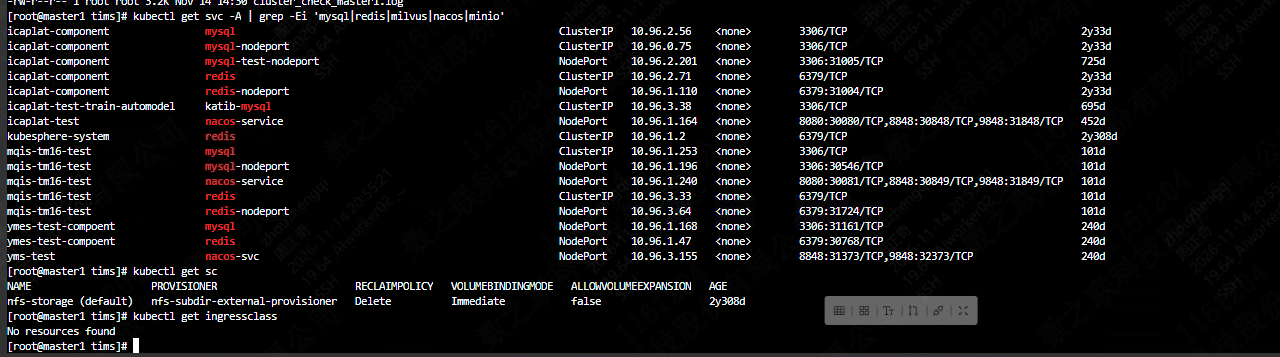 -rw-r--r-- 1 root root 3.2K Nov 14 14:50 cluster_check_master1.log
[root@master1 tims]# kubectl get svc -A | grep -Ei 'mysql|redis|milvus|nacos|minio'
icaplat-component mysql ClusterIP 10.96.2.56 <none> 3306/TCP 2y33d
icaplat-component mysql-nodeport ClusterIP 10.96.0.75 <none> 3306/TCP 2y33d
icaplat-component mysql-test-nodeport NodePort 10.96.2.201 <none> 3306:31005/TCP 725d
icaplat-component redis ClusterIP 10.96.2.71 <none> 6379/TCP 2y33d
icaplat-component redis-nodeport NodePort 10.96.1.110 <none> 6379:31004/TCP 2y33d
icaplat-test-train-automodel katib-mysql ClusterIP 10.96.3.38 <none> 3306/TCP 695d
icaplat-test nacos-service NodePort 10.96.1.164 <none> 8080:30080/TCP,8848:30848/TCP,9848:31848/TCP 452d
kubesphere-system redis ClusterIP 10.96.1.2 <none> 6379/TCP 2y308d
mqis-tm16-test mysql ClusterIP 10.96.1.253 <none> 3306/TCP 101d
mqis-tm16-test mysql-nodeport NodePort 10.96.1.196 <none> 3306:30546/TCP 101d
mqis-tm16-test nacos-service NodePort 10.96.1.240 <none> 8080:30081/TCP,8848:30849/TCP,9848:31849/TCP 101d
mqis-tm16-test redis ClusterIP 10.96.3.33 <none> 6379/TCP 101d
mqis-tm16-test redis-nodeport NodePort 10.96.3.64 <none> 6379:31724/TCP 101d
ymes-test-compoent mysql NodePort 10.96.1.168 <none> 3306:31161/TCP 240d
ymes-test-compoent redis NodePort 10.96.1.47 <none> 6379:30768/TCP 240d
yms-test nacos-svc NodePort 10.96.3.155 <none> 8848:31373/TCP,9848:32373/TCP 240d
[root@master1 tims]# kubectl get sc
NAME PROVISIONER RECLAIMPOLICY VOLUMEBINDINGMODE ALLOWVOLUMEEXPANSION AGE
nfs-storage (default) nfs-subdir-external-provisioner Delete Immediate false 2y308d
[root@master1 tims]# kubectl get ingressclass
No resources found
[root@master1 tims]#